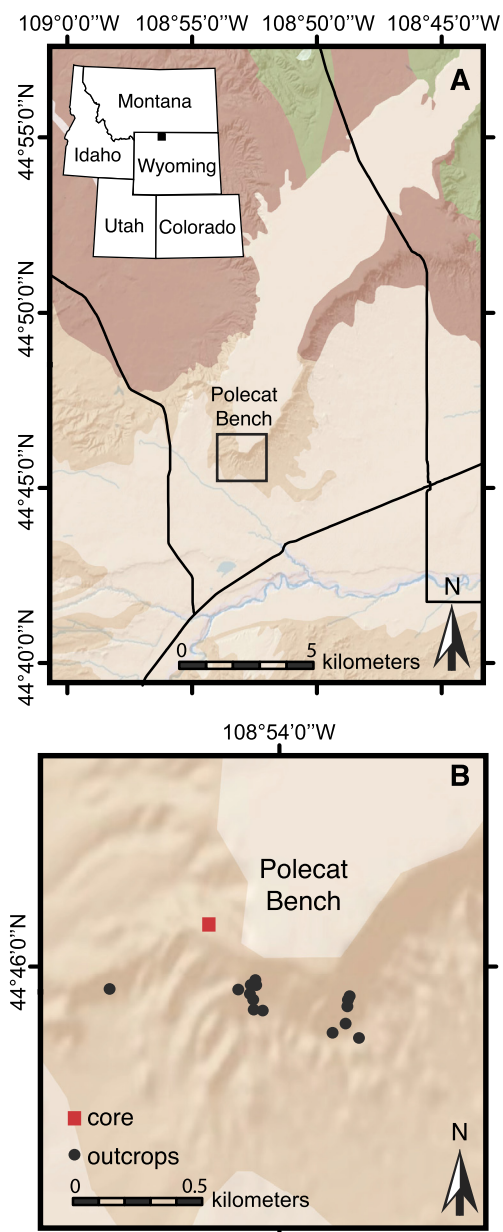 109°0'0''W 108°55'0''W 108°50'0''W 108°45'0''W
A
44°55'0''N
44°50'0''N
44°45'0''N
44°40'0''N
Montana
Idaho
Wyoming
Utah
Colorado
Polecat
Bench
N
0 5
kilometers
108°54'0''W
B
Polecat
Bench
44°46'0''N
core
outcrops
0 0.5
kilometers
N